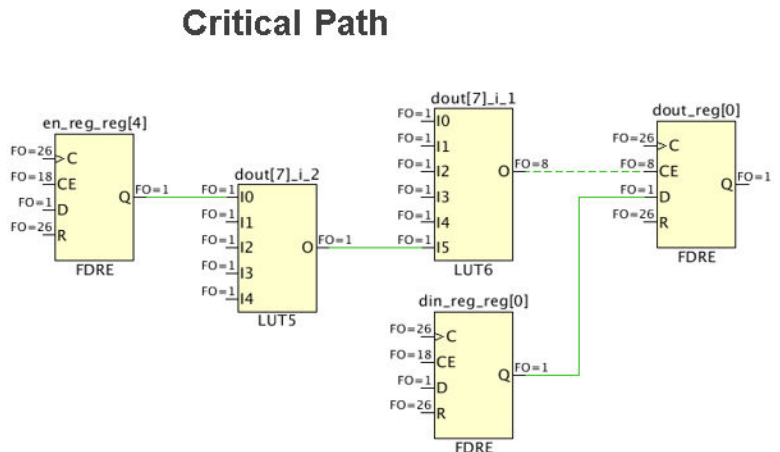 Critical Path
en_reg_reg[4]
FO=26 C
FO=18 CE
FO=1 D
FO=26 R
Q FO=1
FDRE
dout[7]_i_2
FO=1 I0
FO=1 I1
FO=1 I2
FO=1 I3
FO=1 I4
O FO=1
LUT5
dout[7]_i_1
FO=1 I0
FO=1 I1
FO=1 I2
FO=1 I3
FO=1 I4
FO=1 I5
O FO=8
LUT6
din_reg_reg[0]
FO=26 C
FO=18 CE
FO=1 D
FO=26 R
Q FO=1
FDRE
dout_reg[0]
FO=26 C
FO=8 CE
FO=1 D
FO=26 R
Q FO=1
FDRE